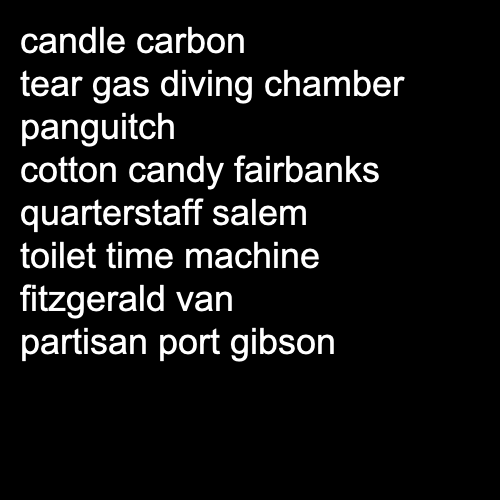 candle carbon
tear gas diving chamber
panguitch
cotton candy fairbanks
quarterstaff salem
toilet time machine
fitzgerald van
partisan port gibson